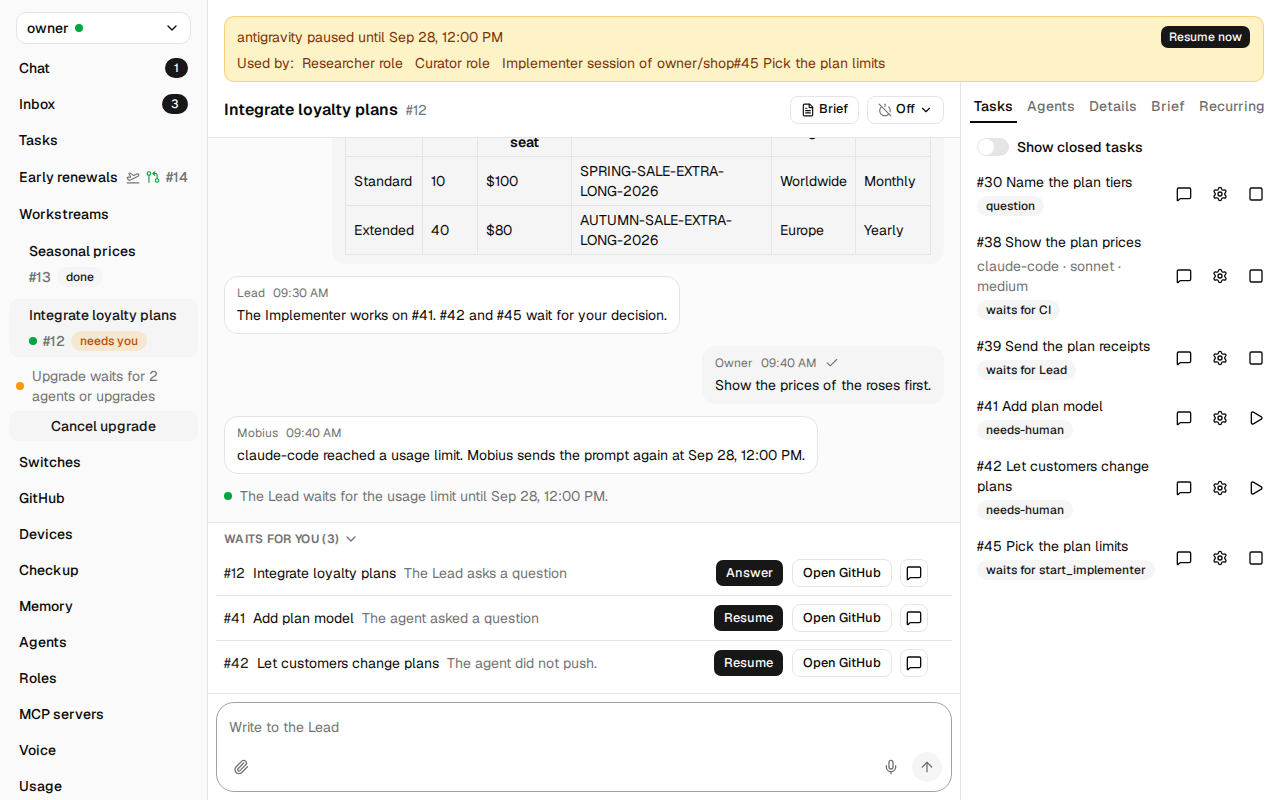 owner
Chat 1
Inbox 3
Tasks
Early renewals #14
Workstreams
Seasonal prices
#13 done
Integrate loyalty plans
#12 needs you
Upgrade waits for 2
agents or upgrades
Cancel upgrade
Switches
GitHub
Devices
Checkup
Memory
Agents
Roles
MCP servers
Voice
Usage
antigravity paused until Sep 28, 12:00 PM
Resume now
Used by: Researcher role Curator role Implementer session of owner/shop#45 Pick the plan limits
Integrate loyalty plans #12
Brief
Off
seat
Standard 10 $100 SPRING-SALE-EXTRA-
LONG-2026 Worldwide Monthly
Extended 40 $80 AUTUMN-SALE-EXTRA-
LONG-2026 Europe Yearly
Lead 09:30 AM
The Implementer works on #41. #42 and #45 wait for your decision.
Owner 09:40 AM
Show the prices of the roses first.
Mobius 09:40 AM
claude-code reached a usage limit. Mobius sends the prompt again at Sep 28, 12:00 PM.
The Lead waits for the usage limit until Sep 28, 12:00 PM.
WAITS FOR YOU (3)
#12 Integrate loyalty plans The Lead asks a question Answer Open GitHub
#41 Add plan model The agent asked a question Resume Open GitHub
#42 Let customers change plans The agent did not push. Resume Open GitHub
Write to the Lead
Tasks Agents Details Brief Recurring
Show closed tasks
#30 Name the plan tiers
question
#38 Show the plan prices
claude-code · sonnet ·
medium
waits for CI
#39 Send the plan receipts
waits for Lead
#41 Add plan model
needs-human
#42 Let customers change
plans
needs-human
#45 Pick the plan limits
waits for start_implementer